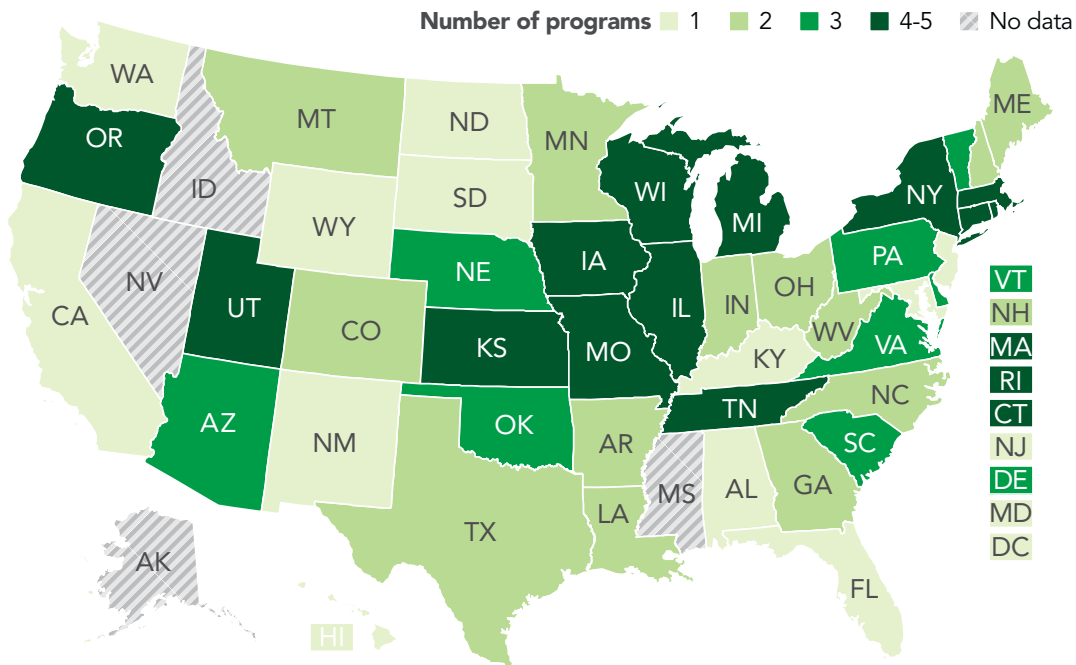 Number of programs 1 2 3 4-5 No data
WA
ME
MT
ND
OR
MN
ID
WI
NY
SD
MI
WY
PA
IA
NE
NV
VT
OH
UT
IL
IN
NH
CA
CO
WV
VA
MA
KS
MO
KY
RI
NC
TN
CT
AZ
OK
NM
AR
SC
NJ
DE
MS
AL
GA
LA
MD
TX
DC
AK
FL
HI